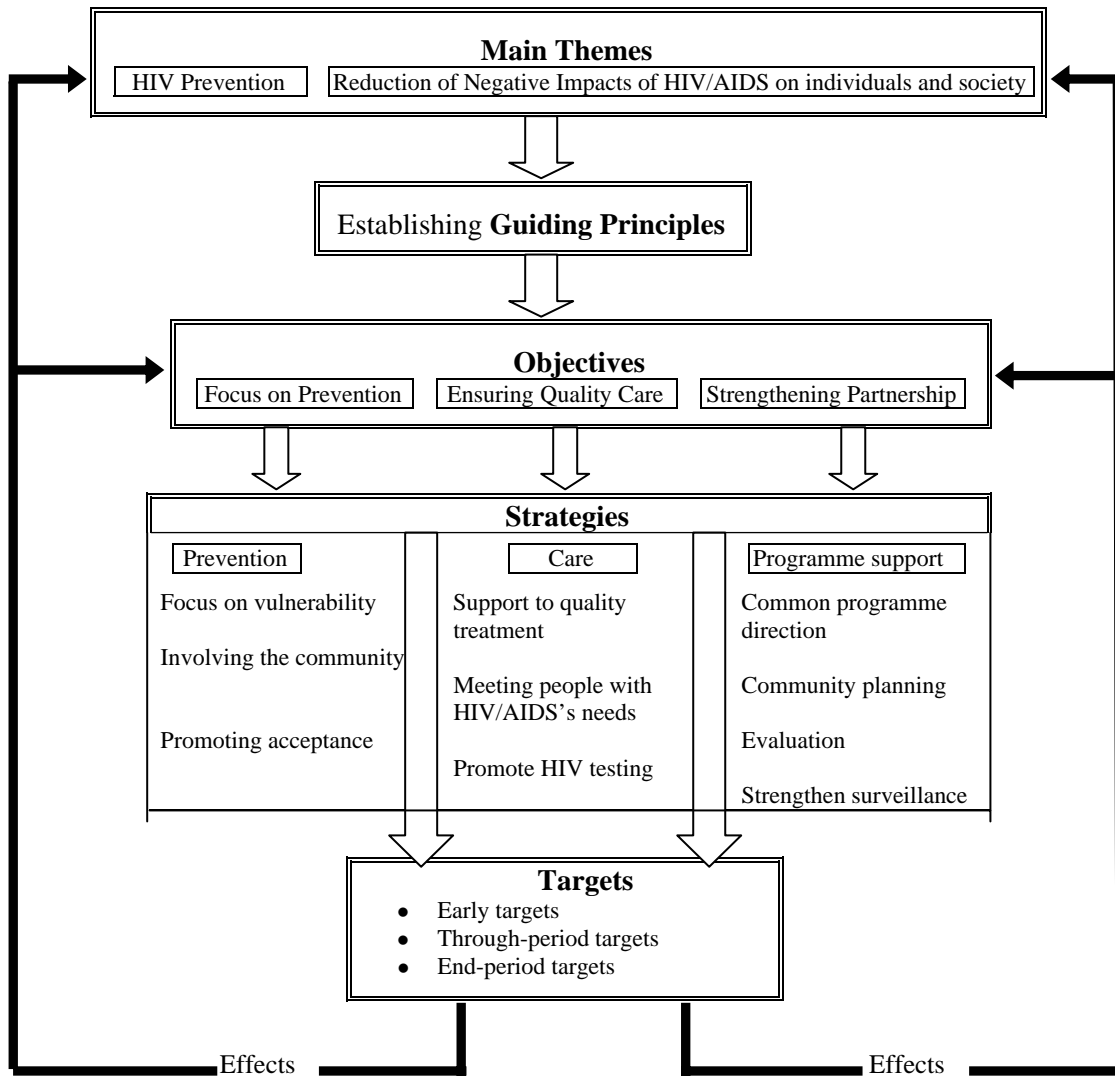 Main Themes
HIV Prevention
Reduction of Negative Impacts of HIV/AIDS on individuals and society
Establishing Guiding Principles
Objectives
Focus on Prevention
Ensuring Quality Care
Strengthening Partnership
Strategies
Prevention
Focus on vulnerability
Involving the community
Promoting acceptance
Care
Support to quality
treatment
Meeting people with
HIV/AIDS’s needs
Promote HIV testing
Programme support
Common programme
direction
Community planning
Evaluation
Strengthen surveillance
Targets
● Early targets
● Through-period targets
● End-period targets
Effects
Effects